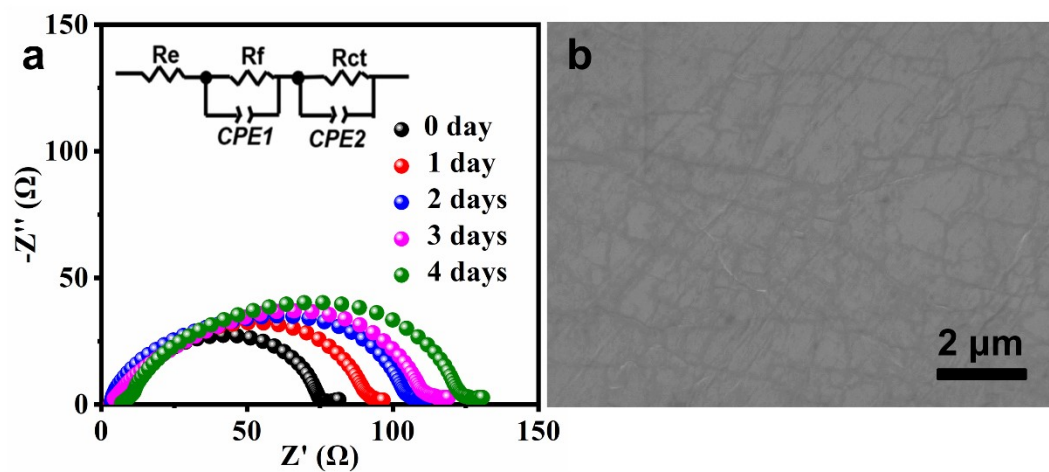 a
150
100
50
0
-Z'' (Ω)
Re
Rf
Rct
CPE1
CPE2
0 day
1 day
2 days
3 days
4 days
0
50
100
150
Z' (Ω)
b
2 μm